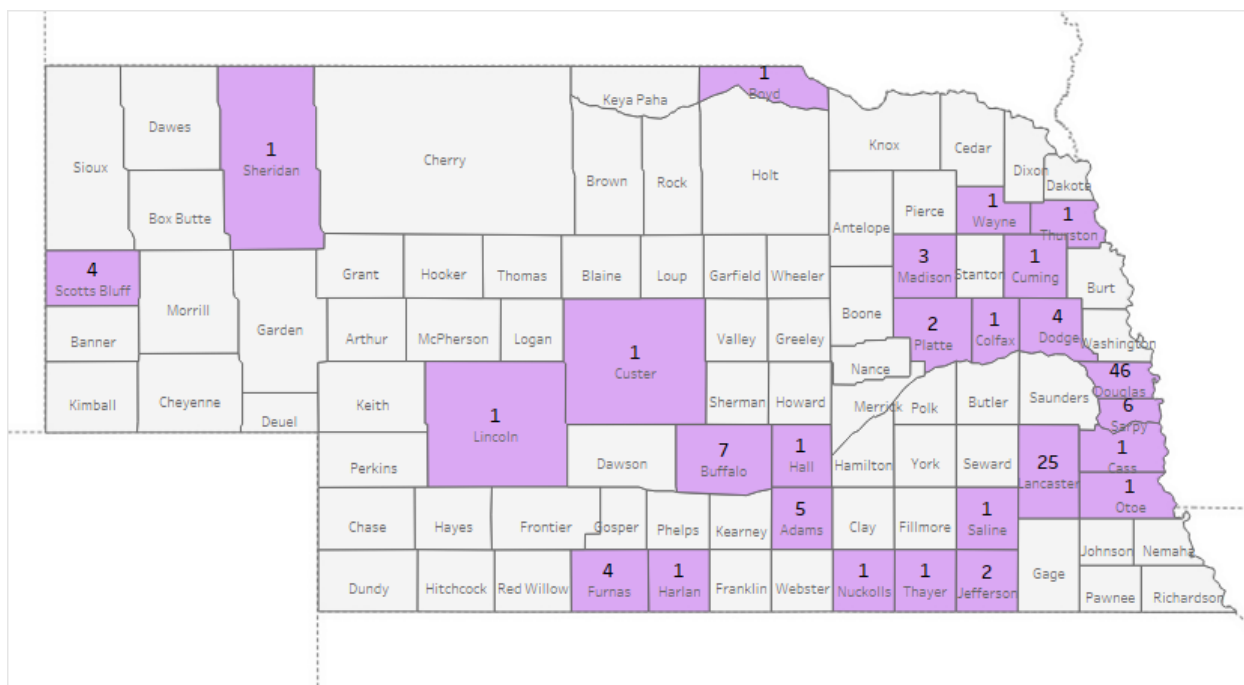 1
Boyd
Keya Paha
Dawes
1
Sheridan
Sioux
Cherry
Brown
Rock
Holt
Knox
Cedar
Dixon
Dakota
Box Butte
Antelope
Pierce
1
Wayne
1
Thurston
4
Scotts Bluff
Morrill
Garden
Grant
Hooker
Thomas
Blaine
Loup
Garfield
Wheeler
3
Madison
Stanton
1
Cuming
Burt
Banner
Arthur
McPherson
Logan
1
Custer
Valley
Greeley
Boone
2
Platte
1
Colfax
4
Dodge
Washington
Kimball
Cheyenne
Deuel
Keith
1
Lincoln
Sherman
Howard
Nance
Merrick
Polk
Butler
Saunders
46
Douglas
6
Sarpy
Perkins
Dawson
7
Buffalo
1
Hall
Hamilton
York
Seward
25
Lancaster
1
Cass
1
Otoe
Chase
Hayes
Frontier
Gosper
Phelps
Kearney
5
Adams
Clay
Fillmore
1
Saline
Dundy
Hitchcock
Red Willow
4
Furnas
1
Harlan
Franklin
Webster
1
Nuckolls
1
Thayer
2
Jefferson
Gage
Johnson
Nemaha
Pawnee
Richardson